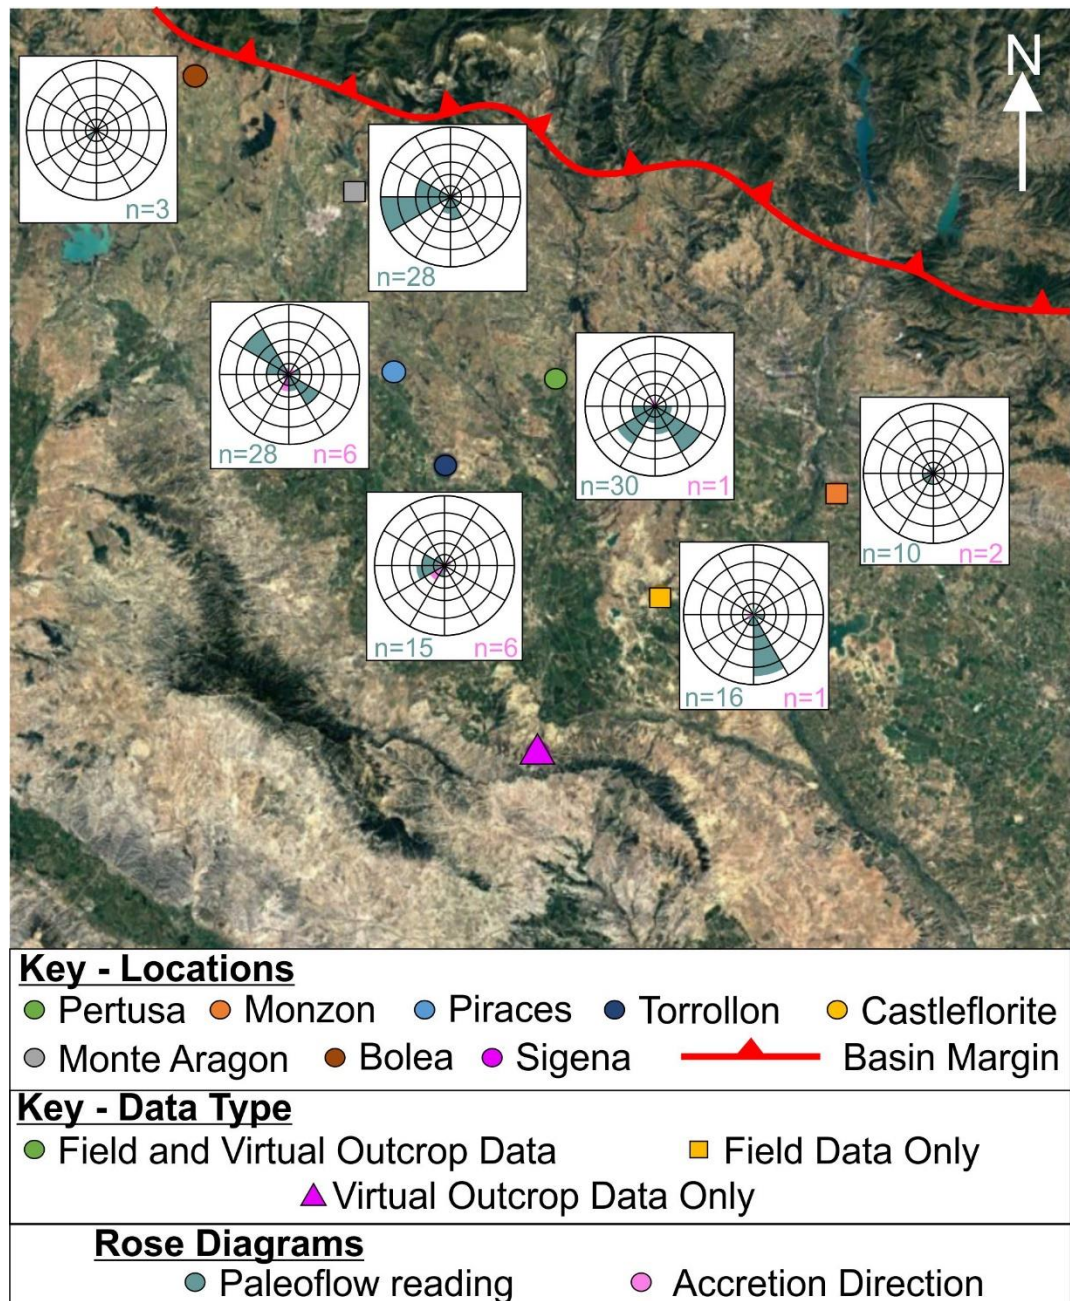 N
n=3
n=28
n=28 n=6
n=30 n=1
n=10 n=2
n=15 n=6
n=16 n=1
Key - Locations
Pertusa Monzon Piraces Torrollon Castleflorite
Monte Aragon Bolea Sigena Basin Margin
Key - Data Type
Field and Virtual Outcrop Data Field Data Only
Virtual Outcrop Data Only
Rose Diagrams
Paleoflow reading Accretion Direction